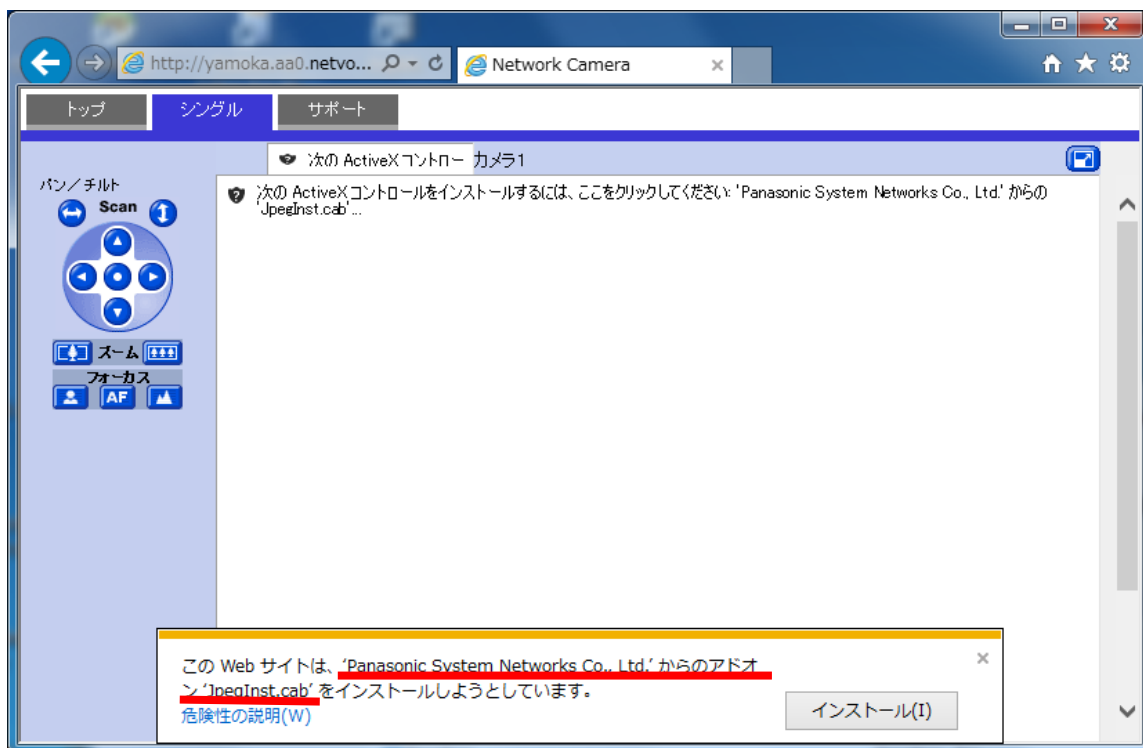 http://yamoka.aa0.netvo...
Network Camera
トップ
シングル
サポート
次の ActiveX コントロー
カメラ1
パン／チルト
Scan
ズーム
フォーカス
AF
次の ActiveX コントロールをインストールするには、ここをクリックしてください: 'Panasonic System Networks Co., Ltd.' からの
'JpegInst.cab'...
この Web サイトは、'Panasonic System Networks Co., Ltd.' からのアドオ
ン 'JpegInst.cab' をインストールしようとしています。
危険性の説明(W)
インストール(I)